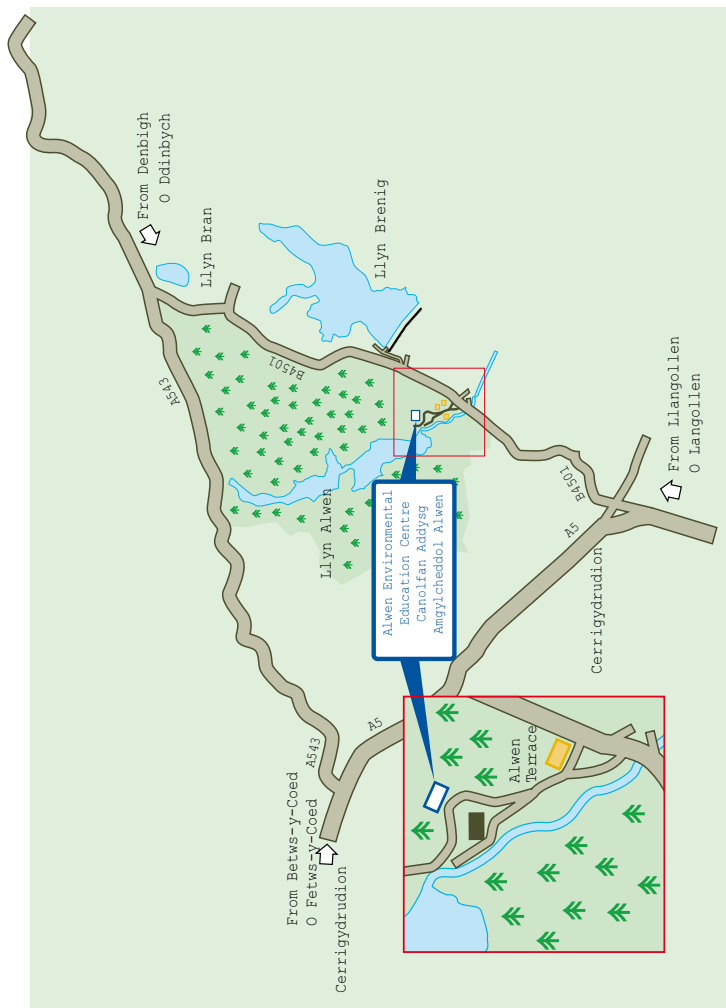 From Denbigh
O Ddinbych
Llyn Bran
Llyn Brenig
A543
B4501
Llyn Alwen
Alwen Environmental
Education Centre
Canolfan Addysg
Amgylcheddol Alwen
B4501
From Llangollen
O Langollen
A5
Cerrigydrudion
A5
A543
From Betws-y-Coed
O Fetws-y-Coed
Cerrigydrudion
Alwen
Terrace